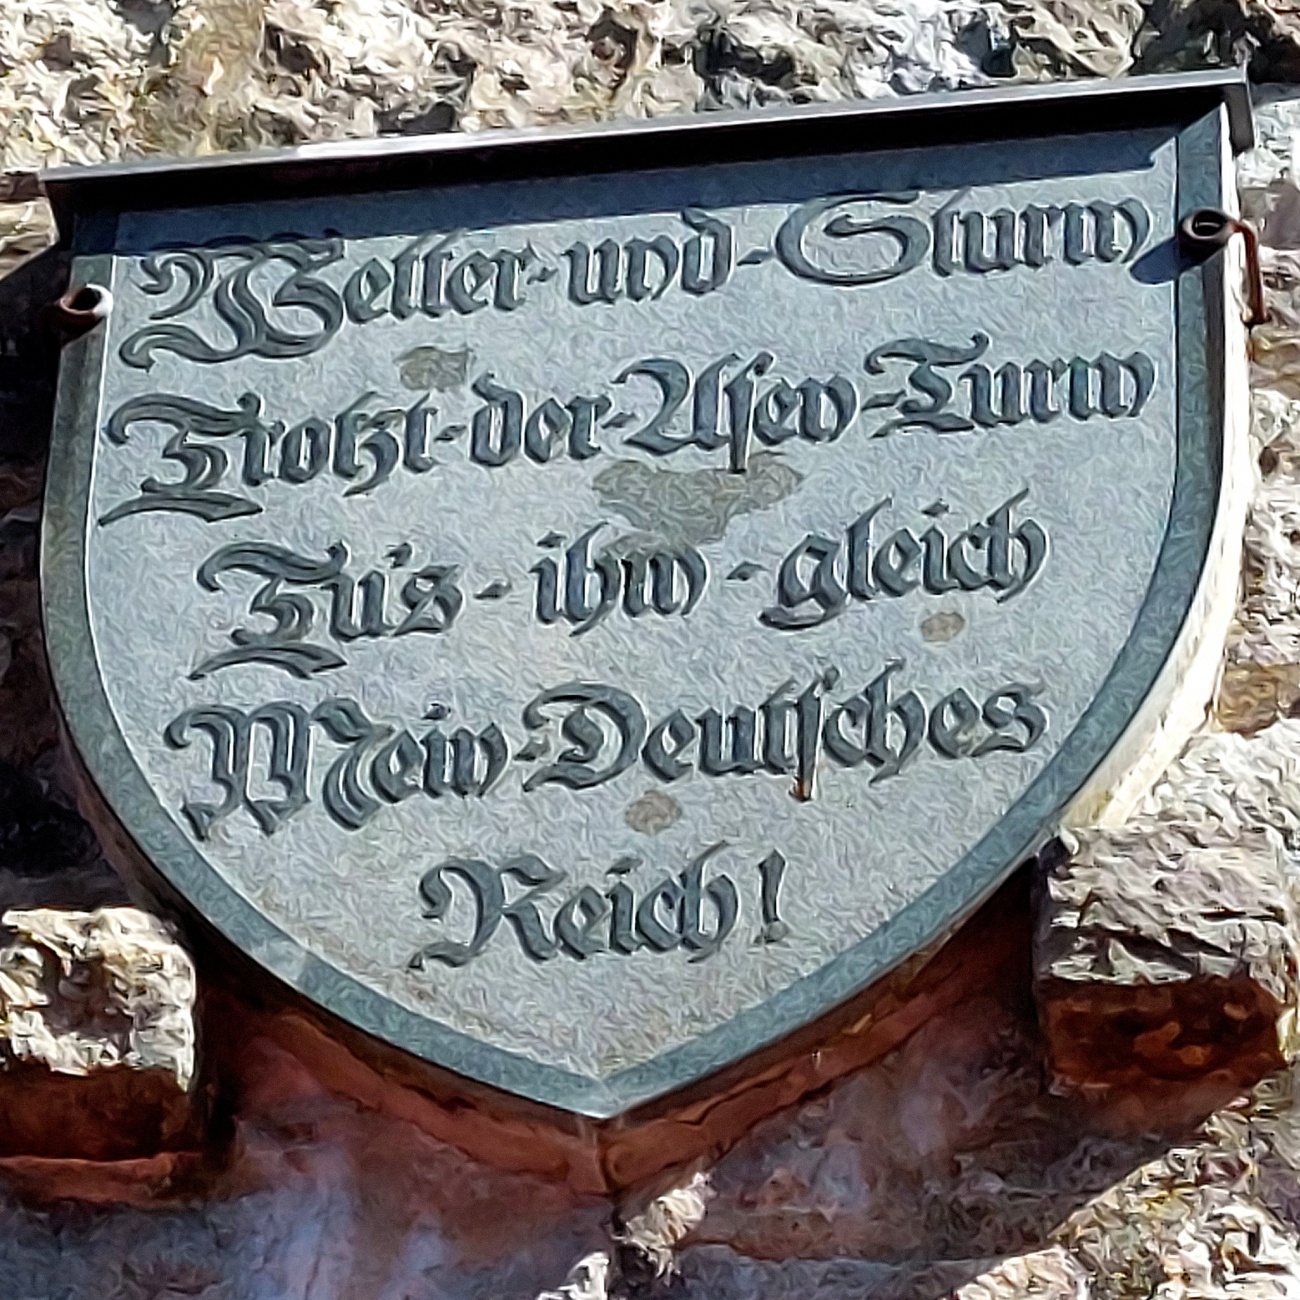 Wetter-und-Sturm
Trotzt-der-Asen-Turm
Tu's-ihm-gleich
Mein-Deutsches
Reich!